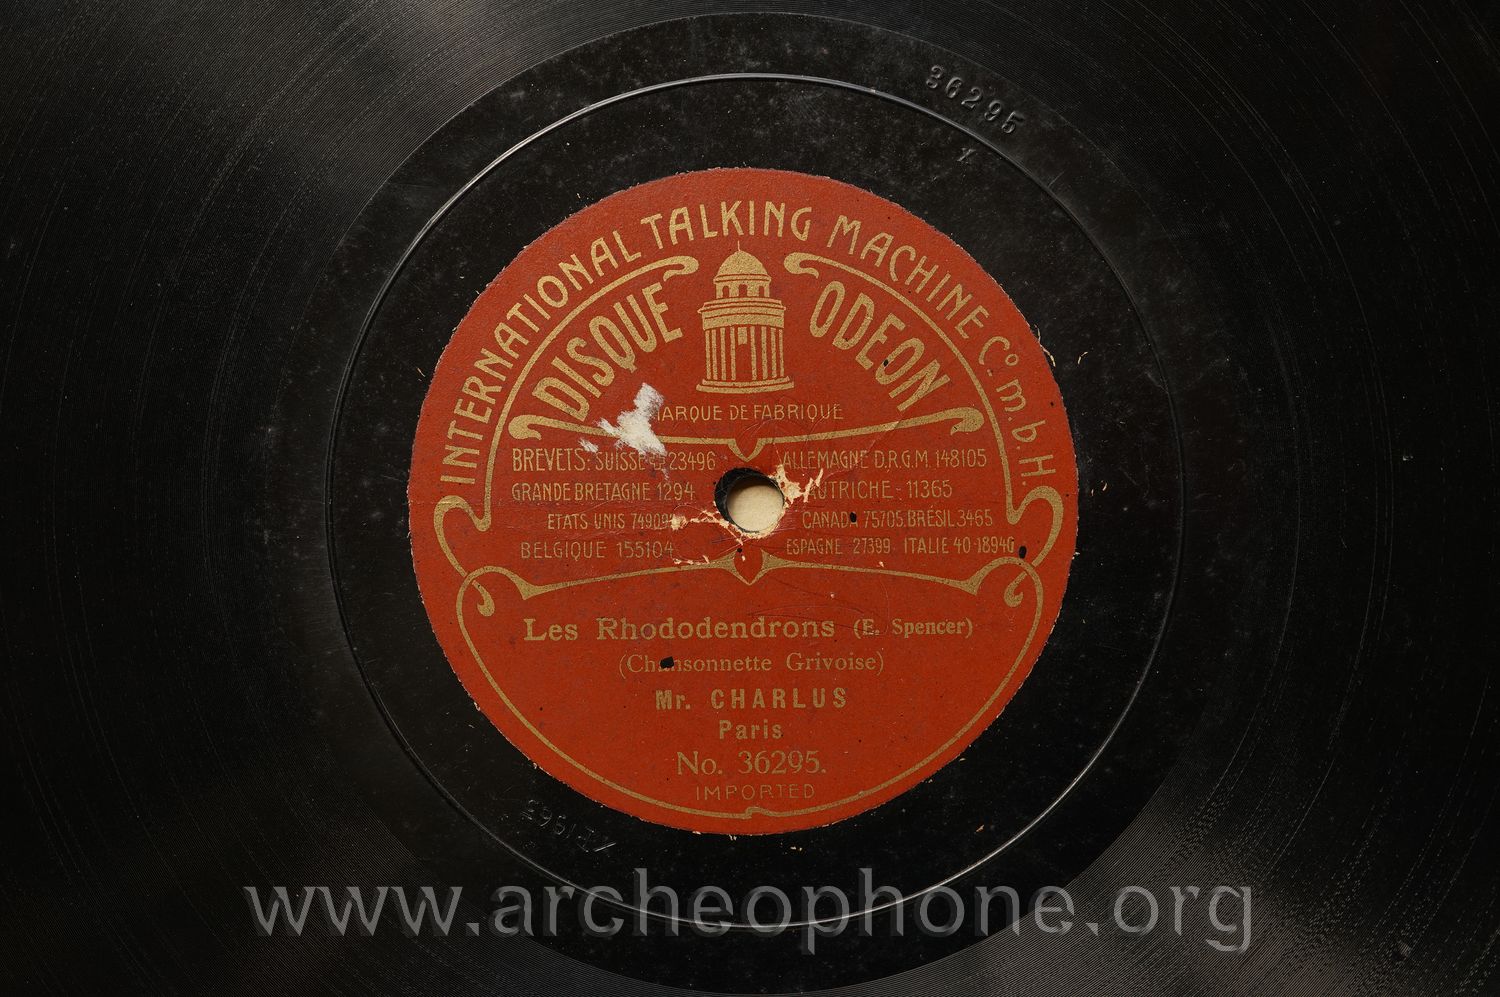 36295
x
INTERNATIONAL TALKING MACHINE Co. m. b. H.
DISQUE ODEON
MARQUE DE FABRIQUE
BREVETS: SUISSE 23496
GRANDE BRETAGNE 1294
ETATS UNIS
BELGIQUE 155104
ALLEMAGNE D.R.G.M. 148105
AUTRICHE - 11365
CANADA 75705. BRÉSIL 3465
ESPAGNE 27399 ITALIE 40-18940
Les Rhododendrons (E. Spencer)
(Chansonnette Grivoise)
Mr. CHARLUS
Paris
No. 36295.
IMPORTED
www.archeophone.org